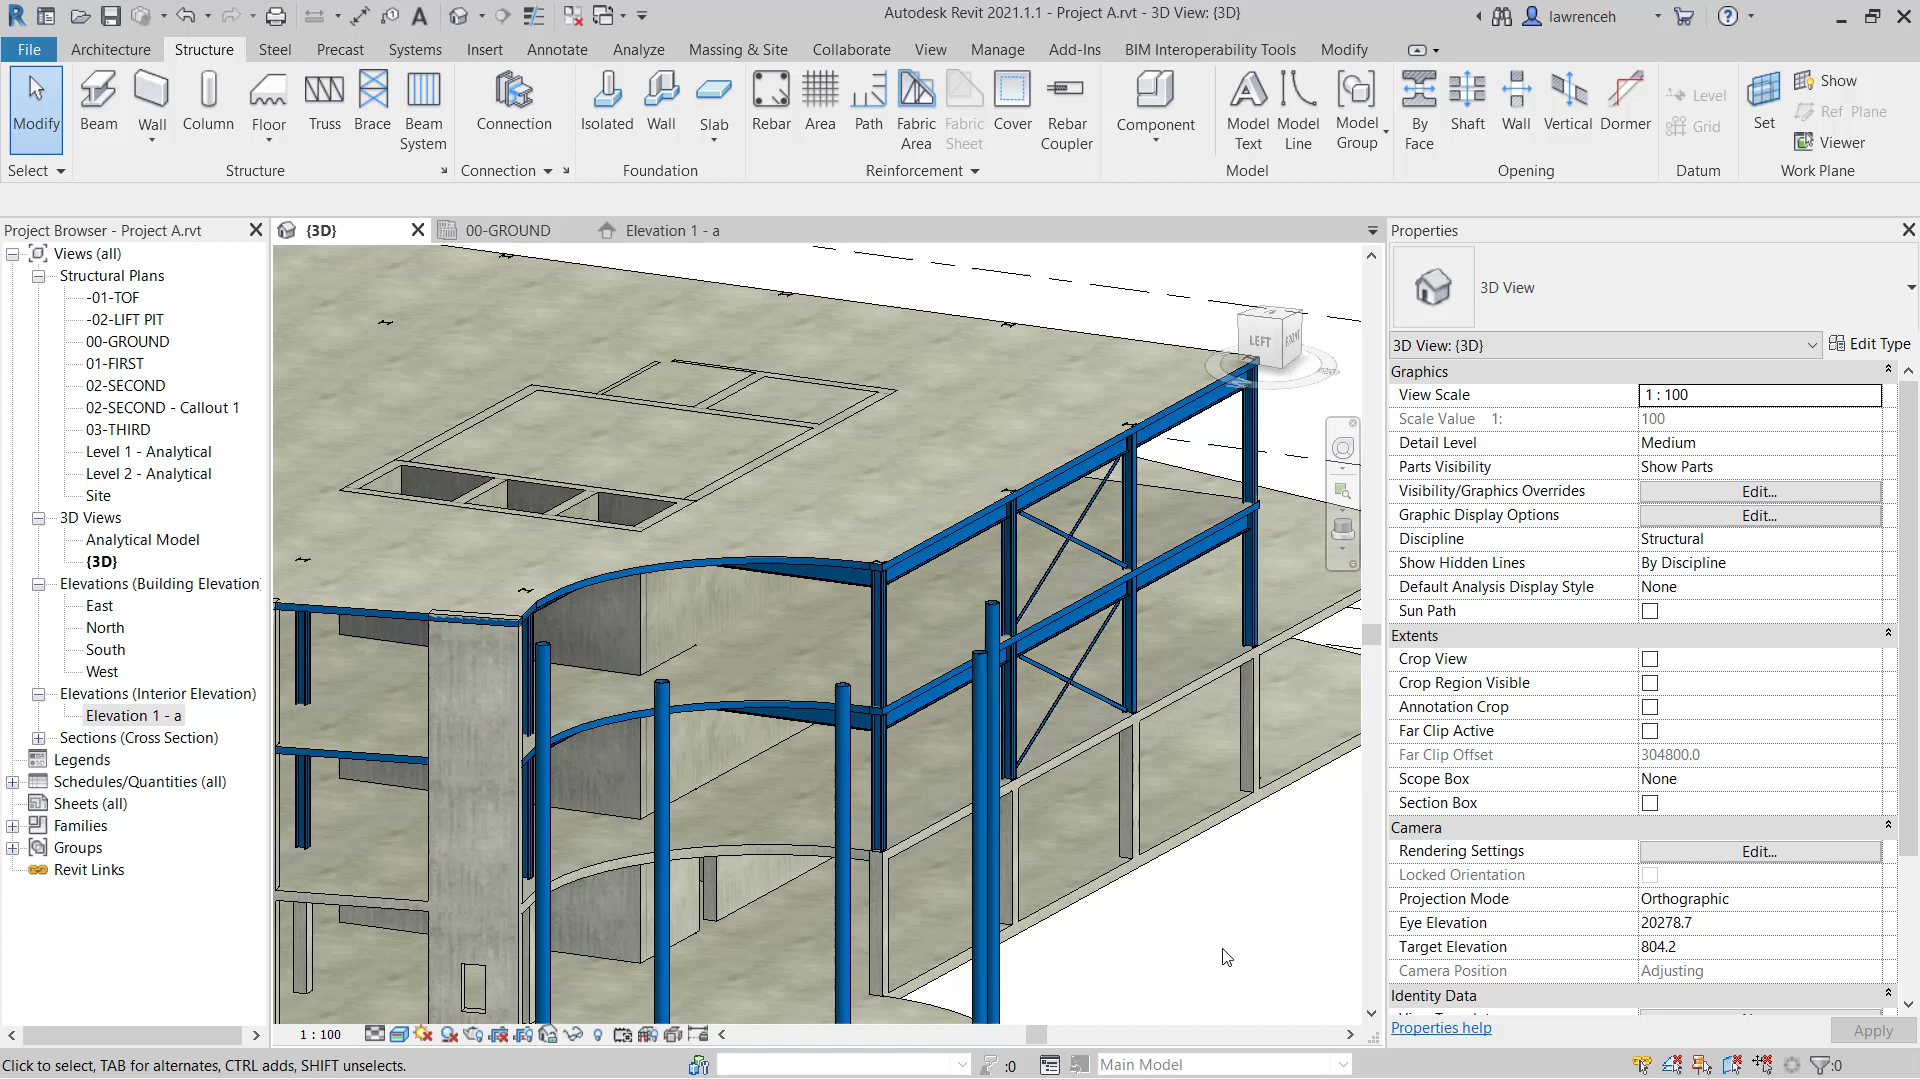 Autodesk Revit 2021.1.1 - Project A.rvt - 3D View: {3D}
lawrenceh
File Architecture Structure Steel Precast Systems Insert Annotate Analyze Massing & Site Collaborate View Manage Add-Ins BIM Interoperability Tools Modify
Modify Beam Wall Column Floor Truss Brace Beam System Connection Isolated Wall Slab Rebar Area Path Fabric Area Fabric Sheet Cover Rebar Coupler Component Model Text Model Line Model Group By Face Shaft Wall Vertical Dormer Level Grid Set Show Ref Plane Viewer
Select Structure Connection Foundation Reinforcement Model Opening Datum Work Plane
Project Browser - Project A.rvt
{3D} 00-GROUND Elevation 1 - a
Views (all)
Structural Plans
-01-TOF
-02-LIFT PIT
00-GROUND
01-FIRST
02-SECOND
02-SECOND - Callout 1
03-THIRD
Level 1 - Analytical
Level 2 - Analytical
Site
3D Views
Analytical Model
{3D}
Elevations (Building Elevation
East
North
South
West
Elevations (Interior Elevation)
Elevation 1 - a
Sections (Cross Section)
Legends
Schedules/Quantities (all)
Sheets (all)
Families
Groups
Revit Links
LEFT FRONT
1 : 100
Properties
3D View
3D View: {3D} Edit Type
Graphics
View Scale 1 : 100
Scale Value 1: 100
Detail Level Medium
Parts Visibility Show Parts
Visibility/Graphics Overrides Edit...
Graphic Display Options Edit...
Discipline Structural
Show Hidden Lines By Discipline
Default Analysis Display Style None
Sun Path
Extents
Crop View
Crop Region Visible
Annotation Crop
Far Clip Active
Far Clip Offset 304800.0
Scope Box None
Section Box
Camera
Rendering Settings Edit...
Locked Orientation
Projection Mode Orthographic
Eye Elevation 20278.7
Target Elevation 804.2
Camera Position Adjusting
Identity Data
Properties help Apply
Click to select, TAB for alternates, CTRL adds, SHIFT unselects. :0 Main Model :0